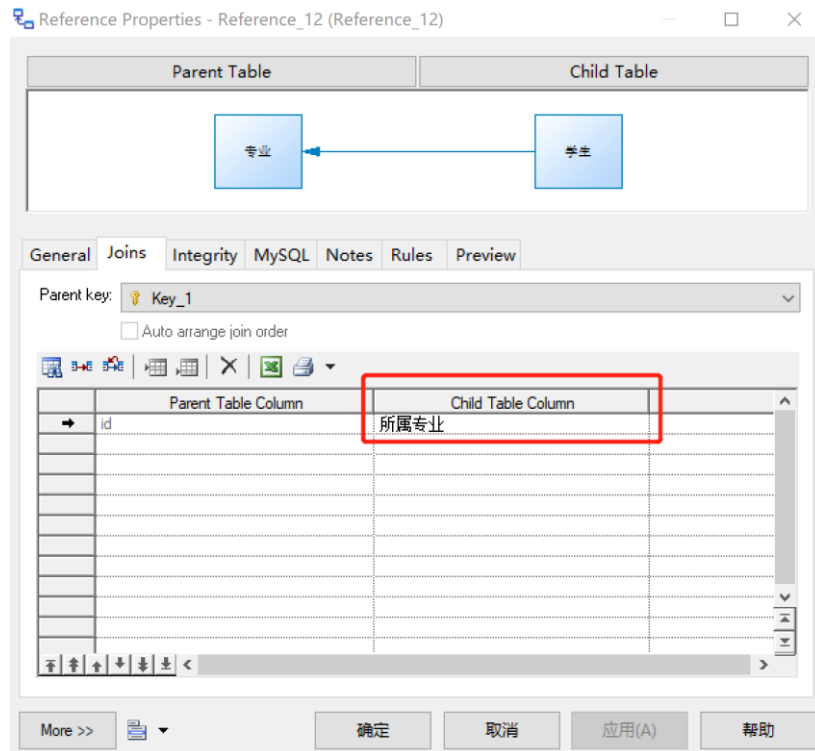 Reference Properties - Reference_12 (Reference_12)
Parent Table Child Table
专业 学生
General Joins Integrity MySQL Notes Rules Preview
Parent key: Key_1
Auto arrange join order
Parent Table Column Child Table Column
id 所属专业
More >> 确定 取消 应用(A) 帮助